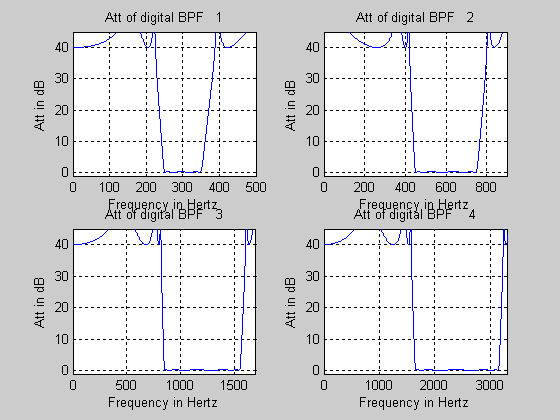 Att of digital BPF 1
40
30
20
10
0
Att in dB
0 100 200 300 400 500
Frequency in Hertz
Att of digital BPF 2
40
30
20
10
0
Att in dB
0 200 400 600 800
Frequency in Hertz
Att of digital BPF 3
40
30
20
10
0
Att in dB
0 500 1000 1500
Frequency in Hertz
Att of digital BPF 4
40
30
20
10
0
Att in dB
0 1000 2000 3000
Frequency in Hertz